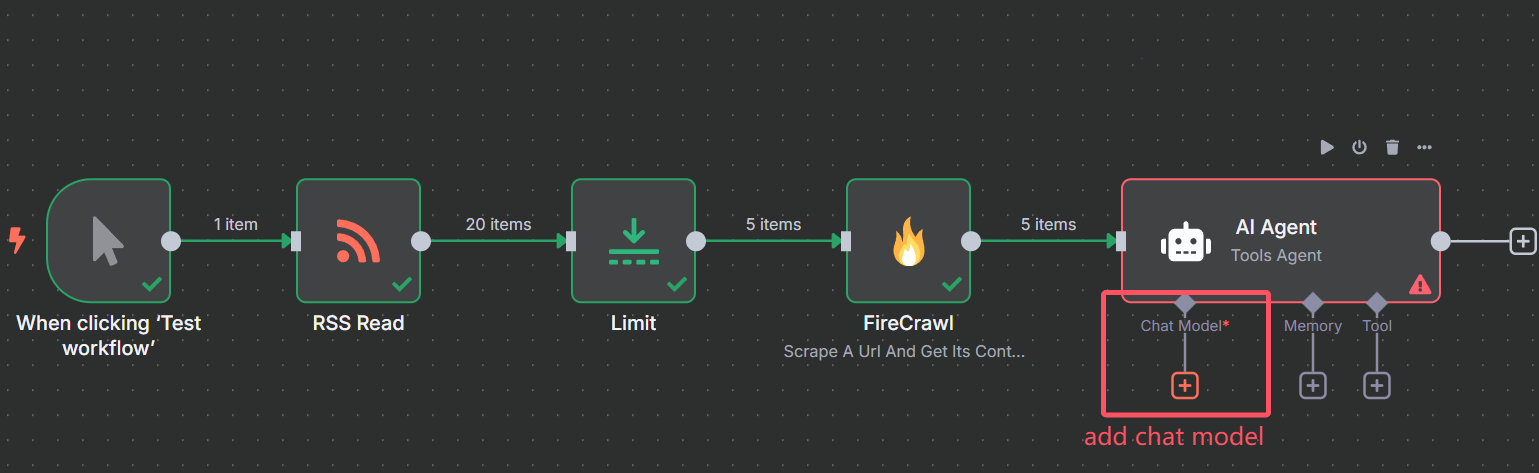 1 item
20 items
5 items
5 items
AI Agent
Tools Agent
When clicking ‘Test
workflow’
RSS Read
Limit
FireCrawl
Scrape A Url And Get Its Cont...
Chat Model*
Memory
Tool
add chat model